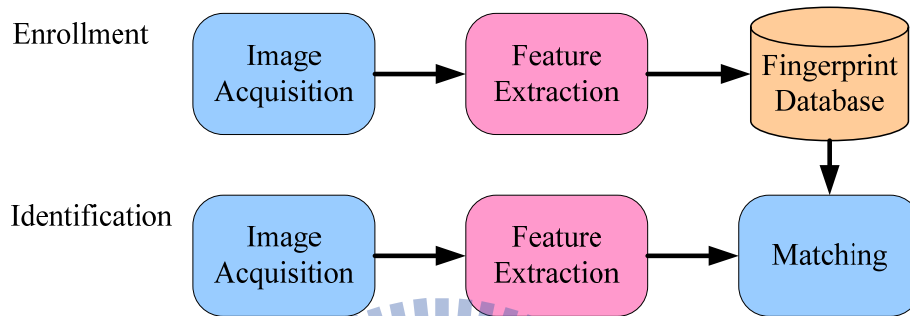 Enrollment
Image
Acquisition
Feature
Extraction
Fingerprint
Database
Identification
Image
Acquisition
Feature
Extraction
Matching